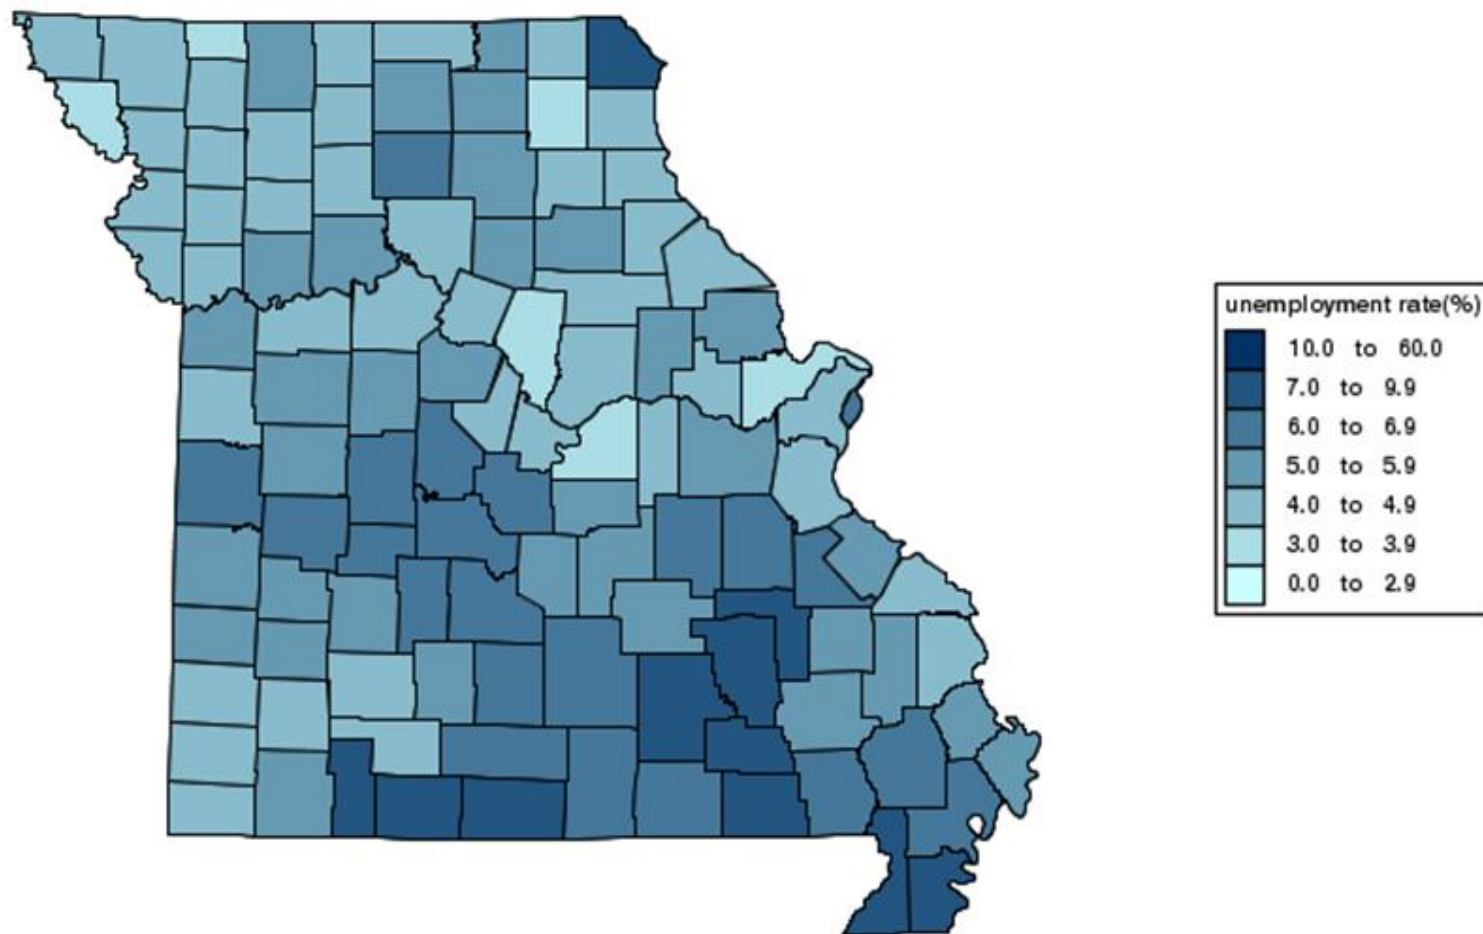 unemployment rate(%)
10.0 to 60.0
7.0 to 9.9
6.0 to 6.9
5.0 to 5.9
4.0 to 4.9
3.0 to 3.9
0.0 to 2.9